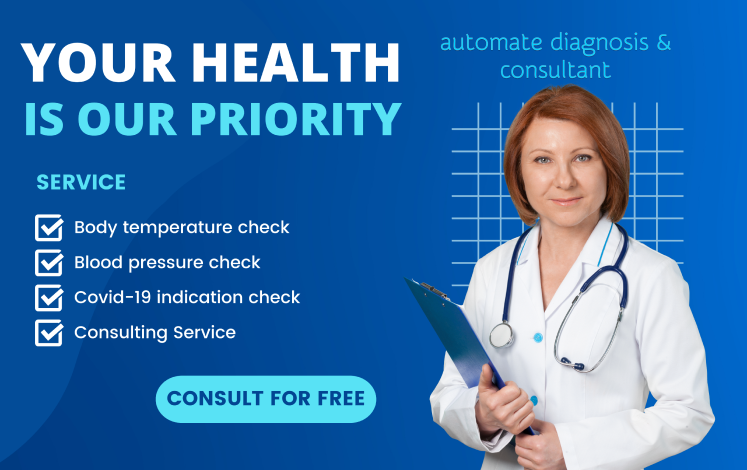 YOUR HEALTH
IS OUR PRIORITY
automate diagnosis &
consultant
SERVICE
Body temperature check
Blood pressure check
Covid-19 indication check
Consulting Service
CONSULT FOR FREE